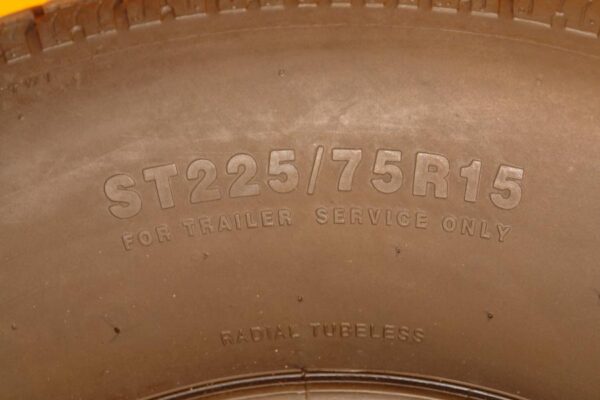 ST225/75R15
FOR TRAILER SERVICE ONLY
RADIAL TUBELESS